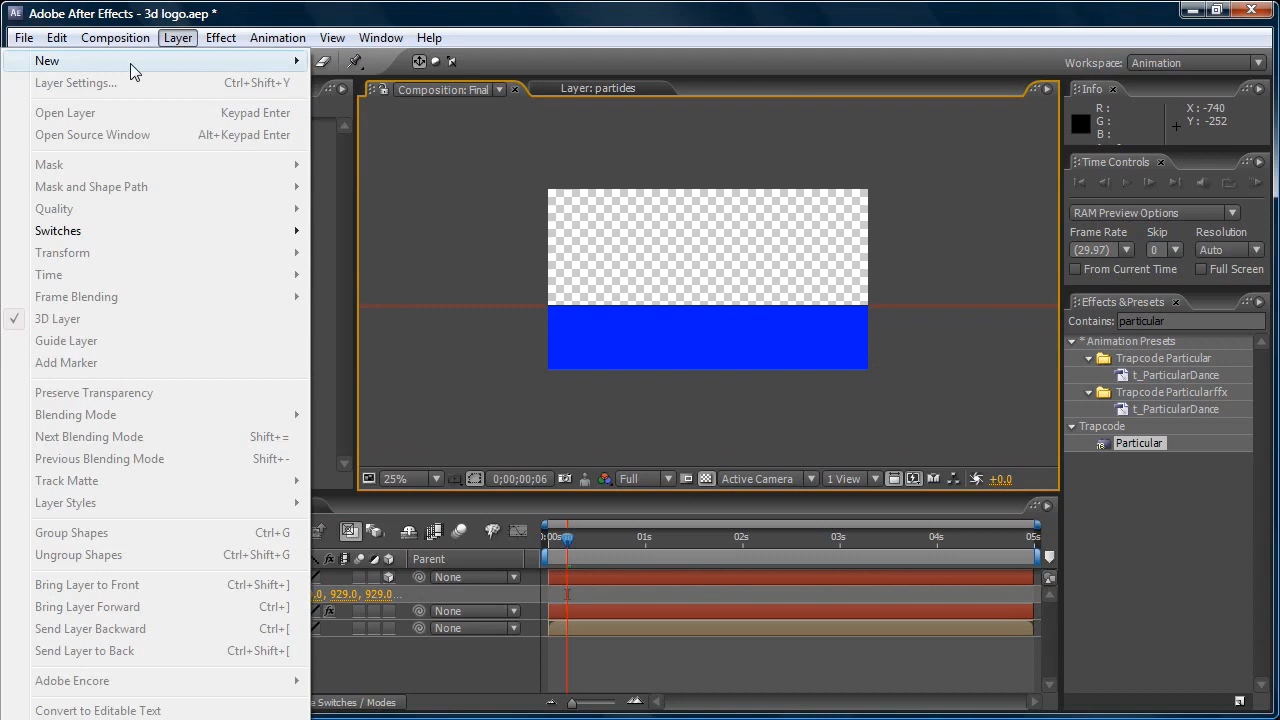 Adobe After Effects - 3d logo.aep *
File Edit Composition Layer Effect Animation View Window Help
New
Layer Settings... Ctrl+Shift+Y
Open Layer Keypad Enter
Open Source Window Alt+Keypad Enter
Mask
Mask and Shape Path
Quality
Switches
Transform
Time
Frame Blending
3D Layer
Guide Layer
Add Marker
Preserve Transparency
Blending Mode
Next Blending Mode Shift+=
Previous Blending Mode Shift+-
Track Matte
Layer Styles
Group Shapes Ctrl+G
Ungroup Shapes Ctrl+Shift+G
Bring Layer to Front Ctrl+Shift+]
Bring Layer Forward Ctrl+]
Send Layer Backward Ctrl+[
Send Layer to Back Ctrl+Shift+[
Adobe Encore
Convert to Editable Text
Workspace: Animation
Composition: Final
Layer: partides
25% 0;00;00;06 Full Active Camera 1 View +0.0
Info
R: X: -740
G: Y: -252
B:
Time Controls
RAM Preview Options
Frame Rate Skip Resolution
(29.97) 0 Auto
From Current Time Full Screen
Effects &Presets
Contains: particular
* Animation Presets
Trapcode Particular
t_ParticularDance
Trapcode Particularffx
t_ParticularDance
Trapcode
Particular
:00s 01s 02s 03s 04s 05s
Parent
None
.0, 929.0, 929.0...
None
None
e Switches / Modes